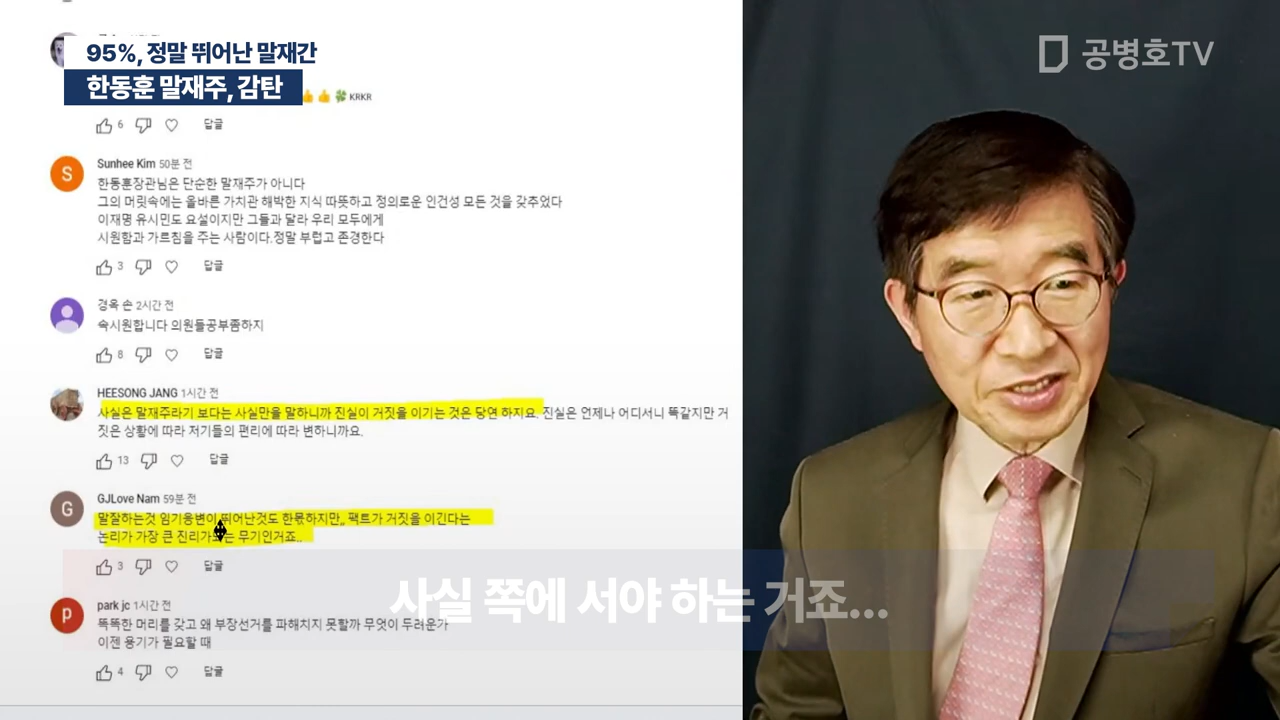 95%, 정말 뛰어난 말재간
한동훈 말재주, 감탄
KRKR
6 답글
공병호TV
S
Sunhee Kim 50분 전
한동훈장관님은 단순한 말재주가 아니다
그의 머릿속에는 올바른 가치관 해박한 지식 따뜻하고 정의로운 인건성 모든 것을 갖추었다
이재명 유시민도 요설이지만 그들과 달라 우리 모두에게
시원함과 가르침을 주는 사람이다.정말 부럽고 존경한다
3 답글
경옥 손 2시간 전
속시원합니다 의원들공부좀하지
8 답글
HEESONG JANG 1시간 전
사실은 말재주라기 보다는 사실만을 말하니까 진실이 거짓을 이기는 것은 당연 하지요. 진실은 언제나 어디서니 똑같지만 거
짓은 상황에 따라 저기들의 편리에 따라 변하니까요.
13 답글
G
GJLove Nam 59분 전
말잘하는것 임기응변이 뛰어난것도 한몫하지만,, 팩트가 거짓을 이긴다는
논리가 가장 큰 진리가되는 무기인거죠..
3 답글
사실 쪽에 서야 하는 거죠...
p
park jc 1시간 전
똑똑한 머리를 갖고 왜 부장선거를 파해치지 못할까 무엇이 두려운가
이젠 용기가 필요할 때
4 답글